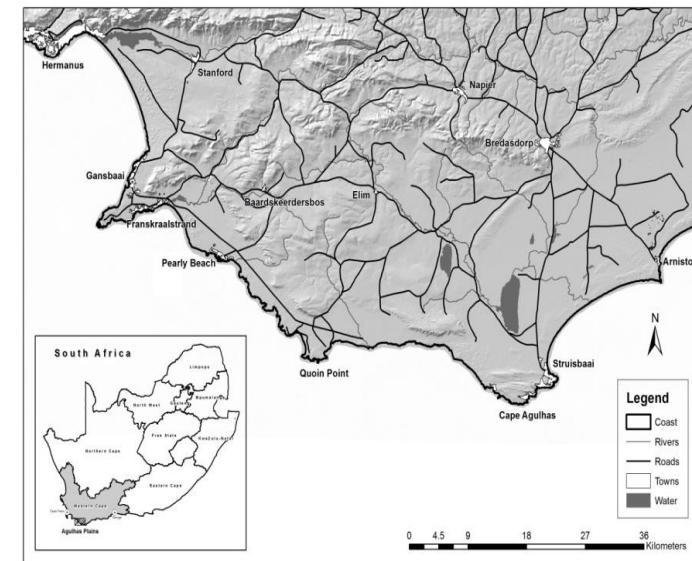 Hermanus
Stanford
Napier
Bredasdorp
Gansbaai
Baardskeerdersbos
Elim
Franskraalstrand
Pearly Beach
Arniston
N
Quoin Point
Struisbaai
Cape Agulhas
South Africa
Limpopo
North West
Gauteng
Mpumalanga
Free State
KwaZulu-Natal
Northern Cape
Eastern Cape
Western Cape
Agulhas Plains
Legend
Coast
Rivers
Roads
Towns
Water
0 4.5 9 18 27 36
Kilometers